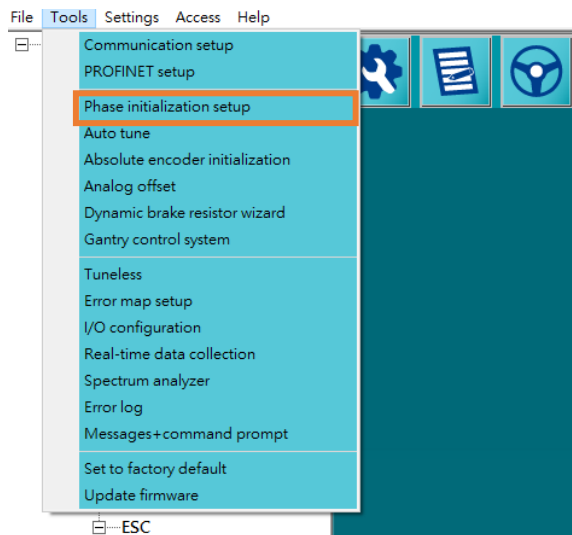 File Tools Settings Access Help
Communication setup
PROFINET setup
Phase initialization setup
Auto tune
Absolute encoder initialization
Analog offset
Dynamic brake resistor wizard
Gantry control system
Tuneless
Error map setup
I/O configuration
Real-time data collection
Spectrum analyzer
Error log
Messages+command prompt
Set to factory default
Update firmware
ESC